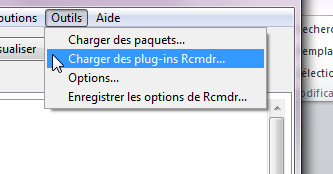 Outils Aide
Charger des paquets...
Charger des plug-ins Rcmdr...
Options...
Enregistrer les options de Rcmdr...